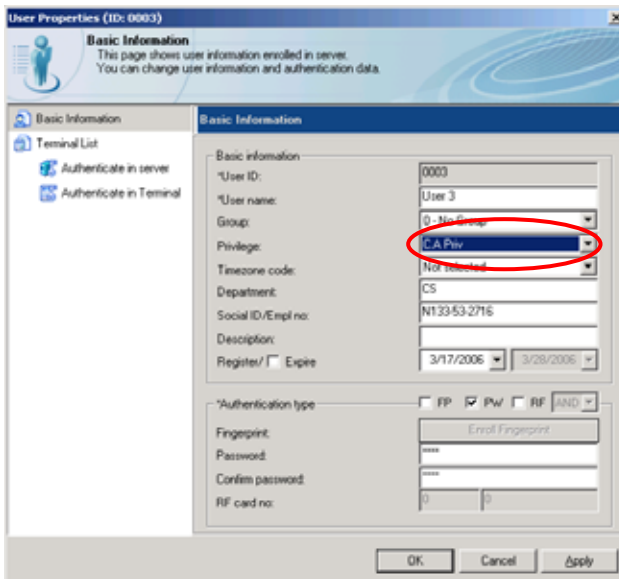 User Properties (ID: 0003)
Basic Information
This page shows user information enrolled in server.
You can change user information and authentication data.
Basic Information
Terminal List
Authenticate in server
Authenticate in Terminal
Basic Information
Basic information
*User ID: 0003
*User name: User 3
Group: 0 - No Group
Privilege: C.A Priv
Timezone code: Not selected
Department: CS
Social ID/Empl no: N133-53-2716
Description:
Register/ Expire 3/17/2006 3/28/2006
*Authentication type FP PW RF AND
Fingerprint: Enroll Fingerprint
Password: ****
Confirm password: ****
RF card no: 0 0
OK Cancel Apply